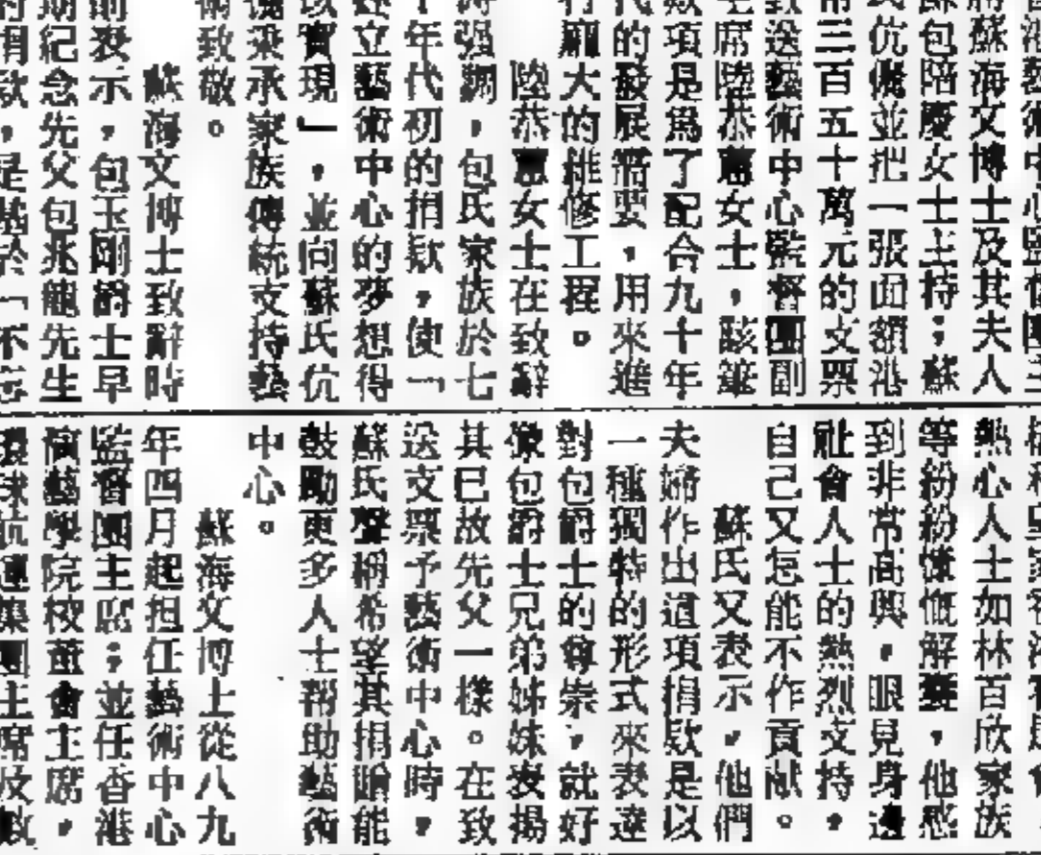 蘇海文博士及其夫人
包陪慶女士主持；蘇
氏伉儷並把一張面額港
幣三百五十萬元的支票
致送藝術中心監督團副
主席陸恭蕙女士，該筆
款項是為了配合九十年
代的發展需要，用來進
行龐大的維修工程。
陸恭蕙女士在致辭
時强調，包氏家族於七
十年代初的捐款，使「
建立藝術中心的夢想得
以實現」，並向蘇氏伉
儷秉承家族傳統支持藝
術致敬。
蘇海文博士致辭時
表示，包玉剛爵士早
期紀念先父包兆龍先生
捐款，是基於「不忘
熱心人士如林百欣家族
等紛紛慷慨解囊，他感
到非常高興，眼見身邊
社會人士的熱烈支持，
自己又怎能不作貢献。
蘇氏又表示，他們
夫婦作出這項捐款是以
一種獨特的形式來表達
對包爵士的尊崇，就好
像包爵士兄弟姊妹表揚
其已故先父一樣。在致
送支票予藝術中心時，
蘇氏聲稱希望其捐贈能
鼓勵更多人士幫助藝術
中心。
蘇海文博士從八九
年四月起担任藝術中心
監督團主席；並任香港
演藝學院校董會主席，
環球航運集團主席及